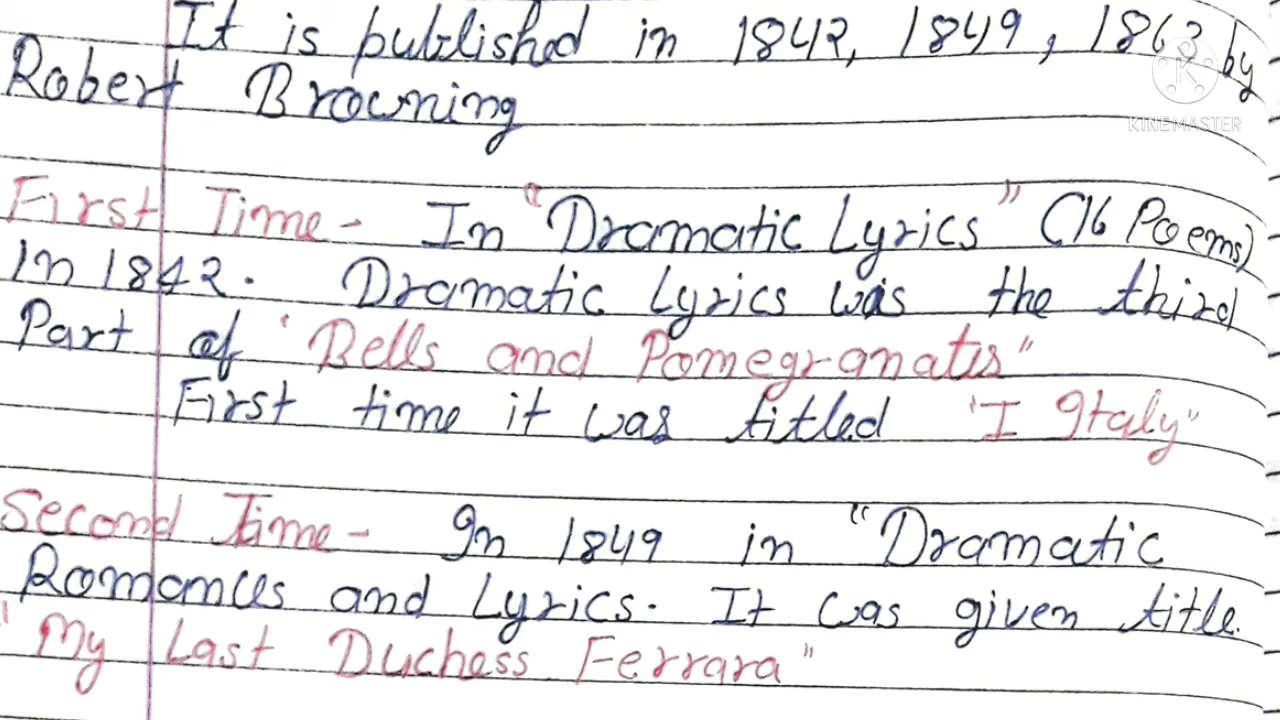 It is published in 1842, 1849, 1863 by
Robert Browning
KINEMASTER
First Time - In "Dramatic Lyrics" (16 Poems)
In 1842. Dramatic Lyrics was the third
Part of 'Bells and Pomegranates"
First time it was titled 'I Italy"
Second Time - In 1849 in "Dramatic
Romances and Lyrics. It was given title.
"My Last Duchess Ferrara"